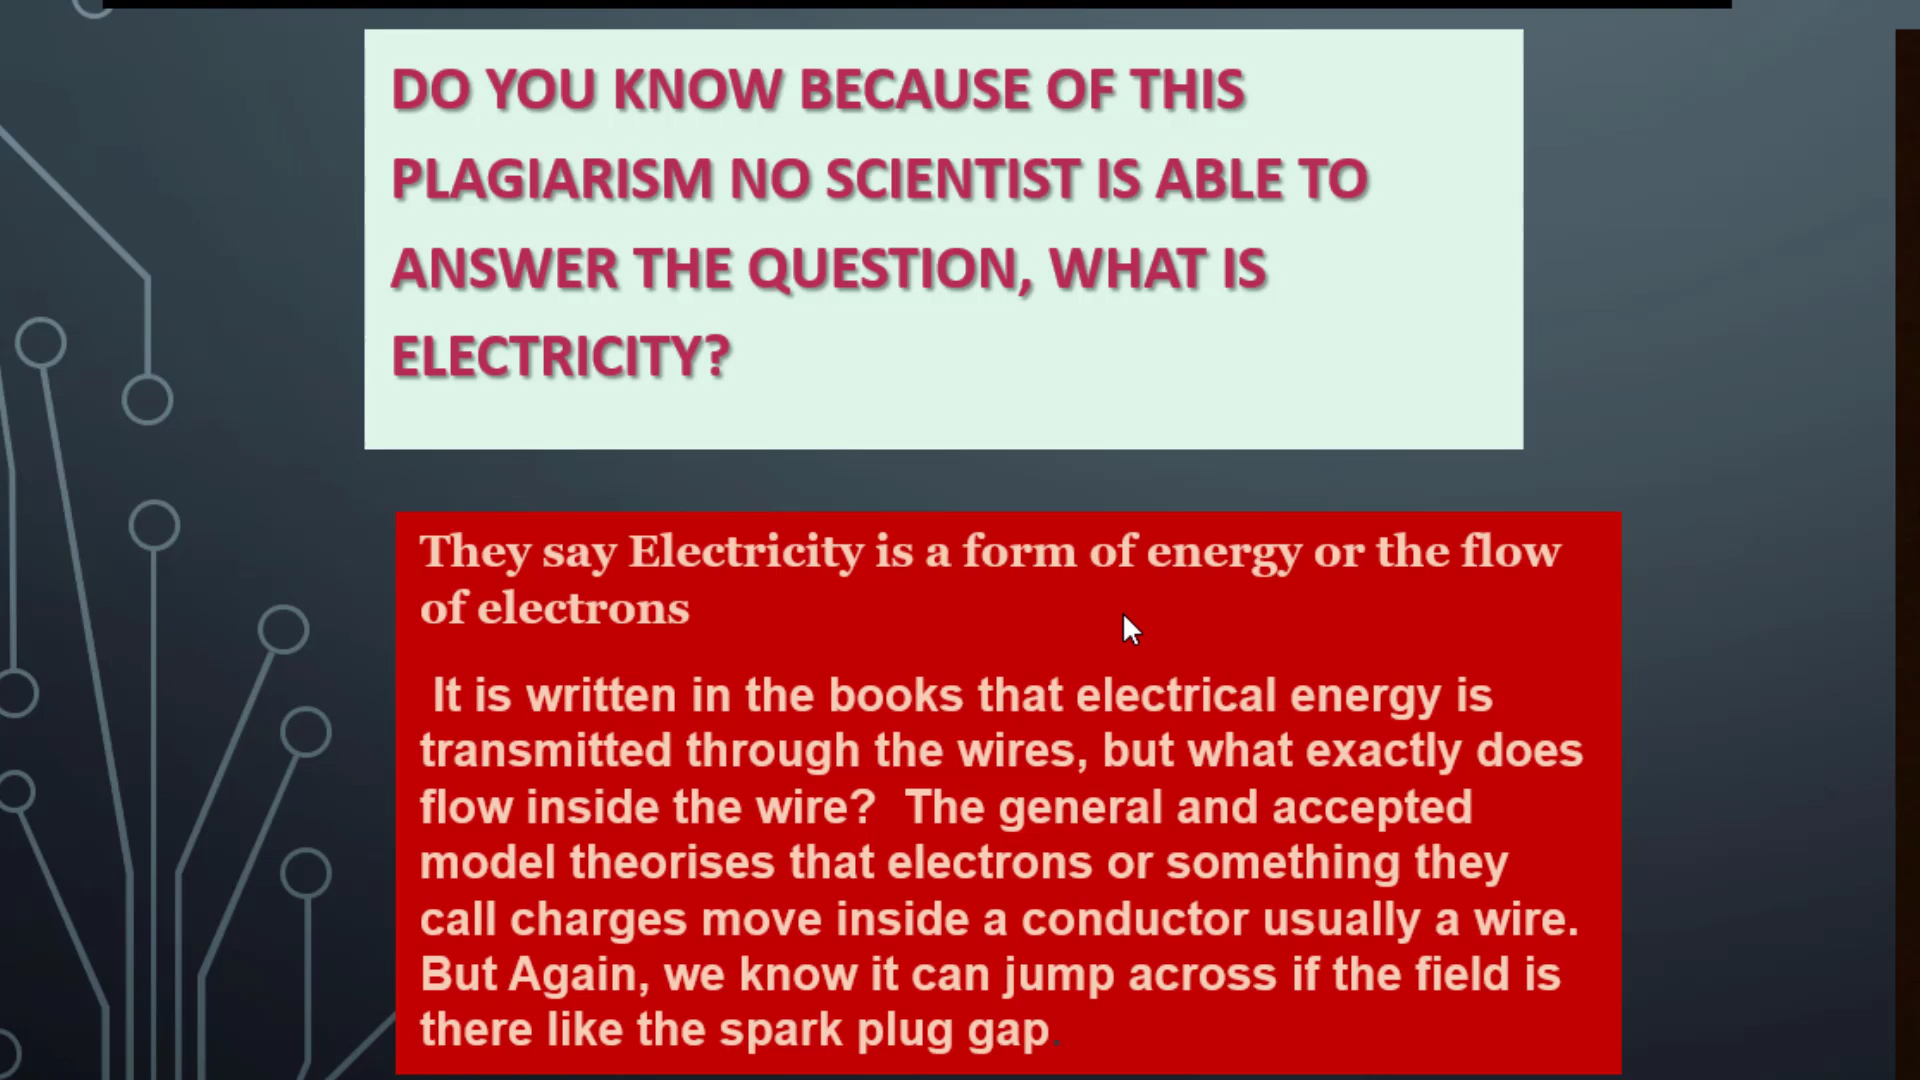 DO YOU KNOW BECAUSE OF THIS
PLAGIARISM NO SCIENTIST IS ABLE TO
ANSWER THE QUESTION, WHAT IS
ELECTRICITY?
They say Electricity is a form of energy or the flow
of electrons
It is written in the books that electrical energy is
transmitted through the wires, but what exactly does
flow inside the wire? The general and accepted
model theorises that electrons or something they
call charges move inside a conductor usually a wire.
But Again, we know it can jump across if the field is
there like the spark plug gap.